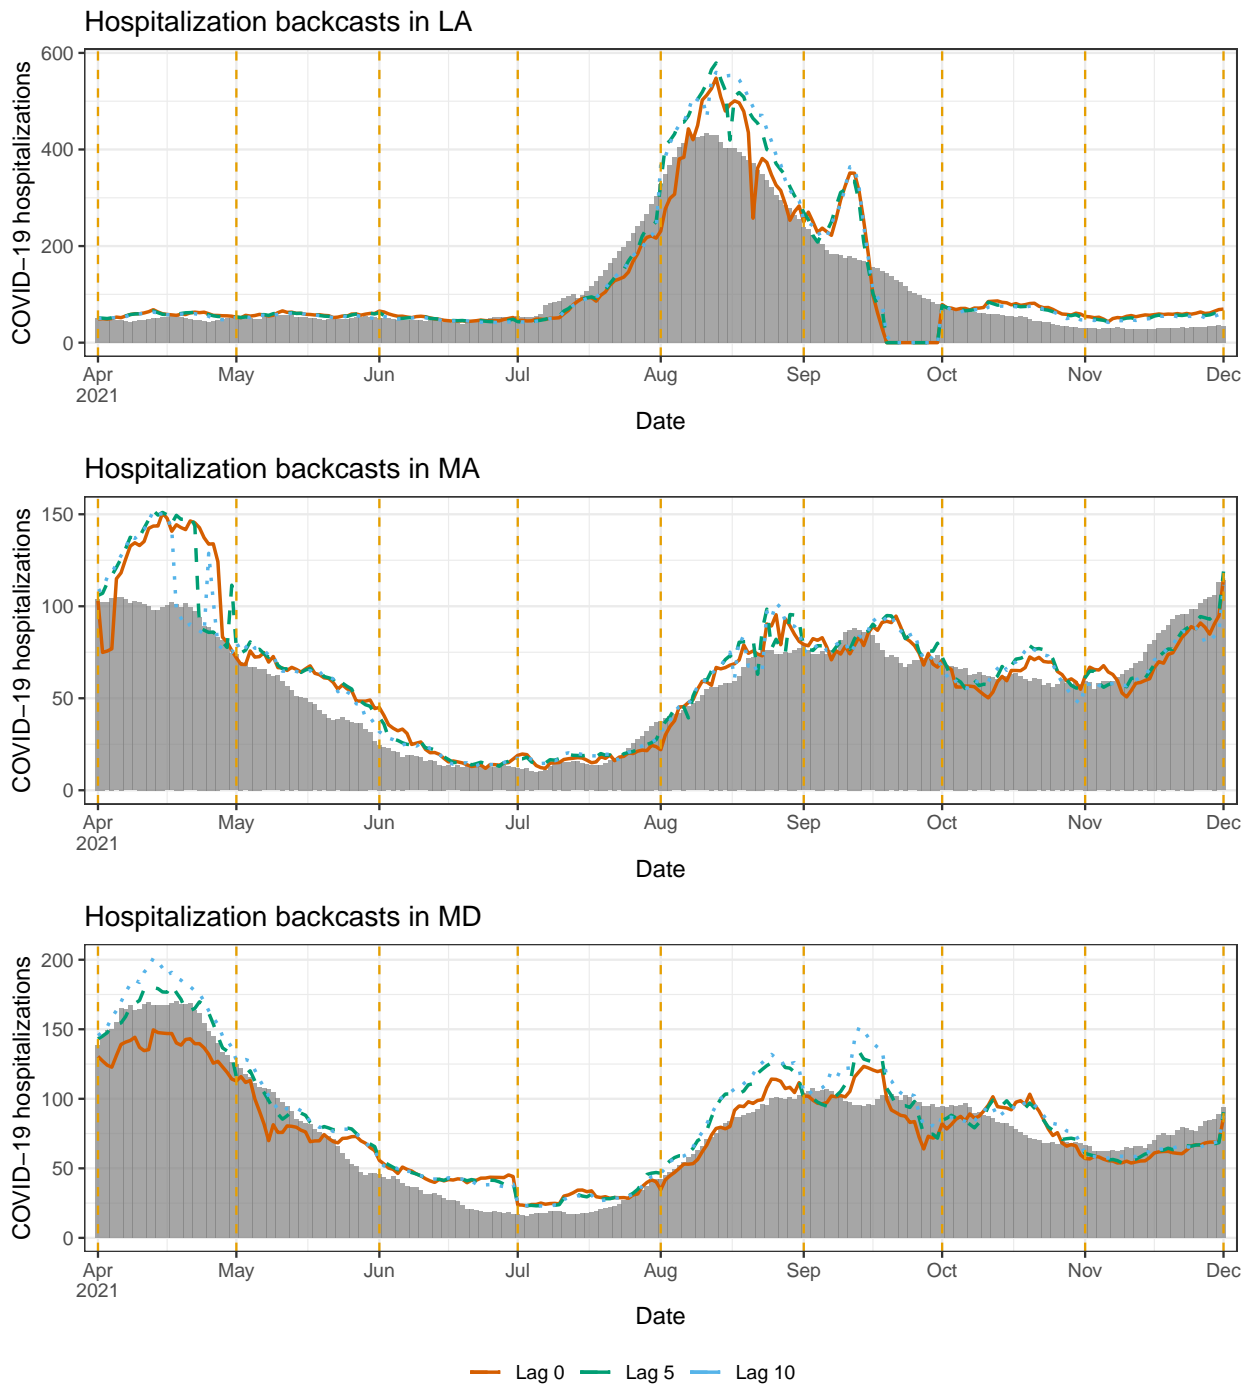 Hospitalization backcasts in LA
COVID−19 hospitalizations
600
400
200
0
Apr
2021
May
Jun
Jul
Aug
Sep
Oct
Nov
Dec
Date
Hospitalization backcasts in MA
COVID−19 hospitalizations
150
100
50
0
Apr
2021
May
Jun
Jul
Aug
Sep
Oct
Nov
Dec
Date
Hospitalization backcasts in MD
COVID−19 hospitalizations
200
150
100
50
0
Apr
2021
May
Jun
Jul
Aug
Sep
Oct
Nov
Dec
Date
Lag 0 Lag 5 Lag 10